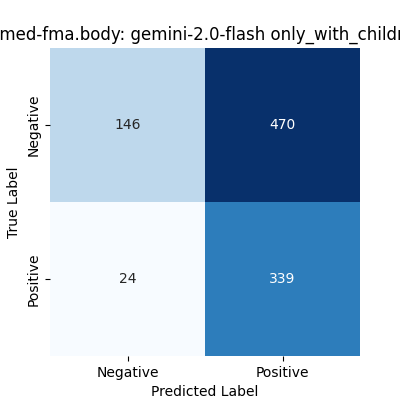 med-fma.body: gemini-2.0-flash only_with_childr
True Label
Negative
146
470
Positive
24
339
Negative
Positive
Predicted Label